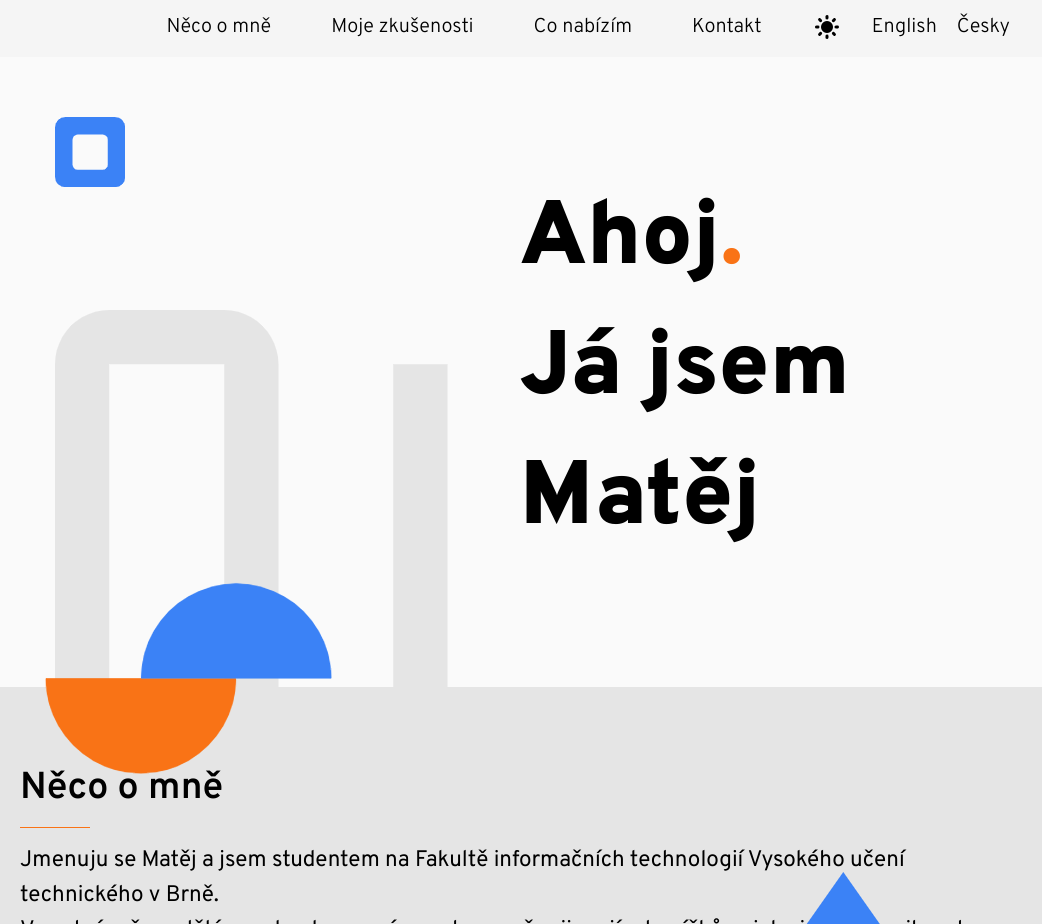 Něco o mně Moje zkušenosti Co nabízím Kontakt English Česky
Ahoj.
Já jsem
Matěj
Něco o mně
Jmenuju se Matěj a jsem studentem na Fakultě informačních technologií Vysokého učení
technického v Brně.